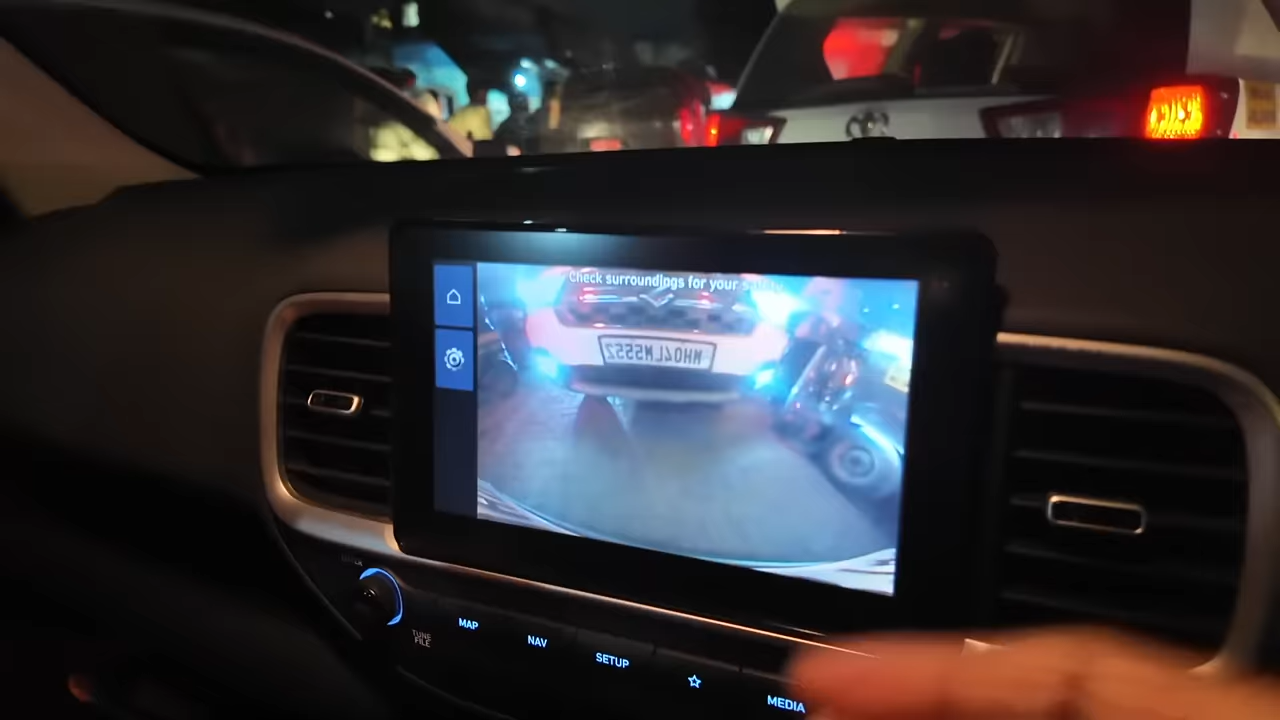 Check surroundings for your safety
MH04LM5552
MAP
NAV
TUNE
FILE
SETUP
MEDIA